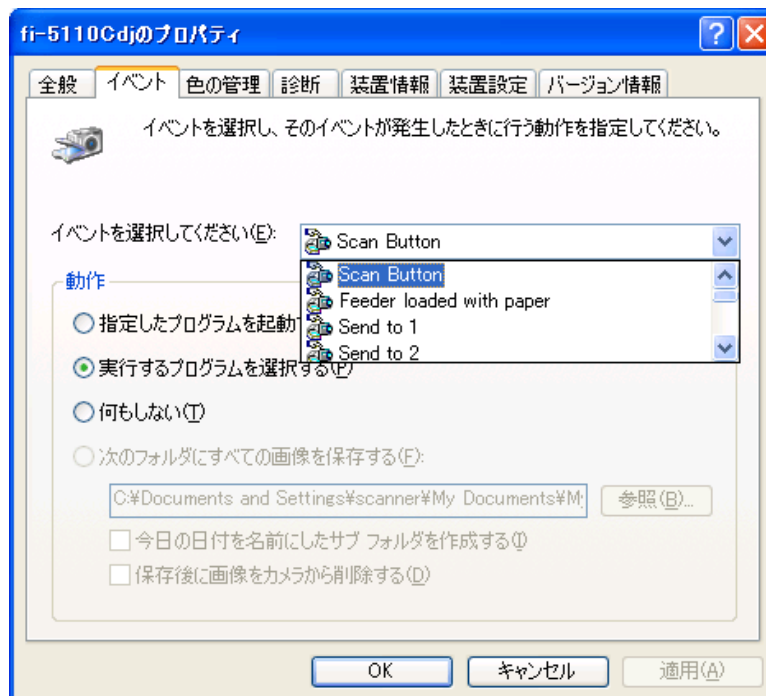 fi-5110Cdjのプロパティ
全般 イベント 色の管理 診断 装置情報 装置設定 バージョン情報
イベントを選択し、そのイベントが発生したときに行う動作を指定してください。
イベントを選択してください(E):
Scan Button
Scan Button
Feeder loaded with paper
Send to 1
Send to 2
動作
指定したプログラムを起動
実行するプログラムを選択する(P)
何もしない(T)
次のフォルダにすべての画像を保存する(F):
C:¥Documents and Settings¥scanner¥My Documents¥M
参照(B)...
今日の日付を名前にしたサブ フォルダを作成する(I)
保存後に画像をカメラから削除する(D)
OK キャンセル 適用(A)